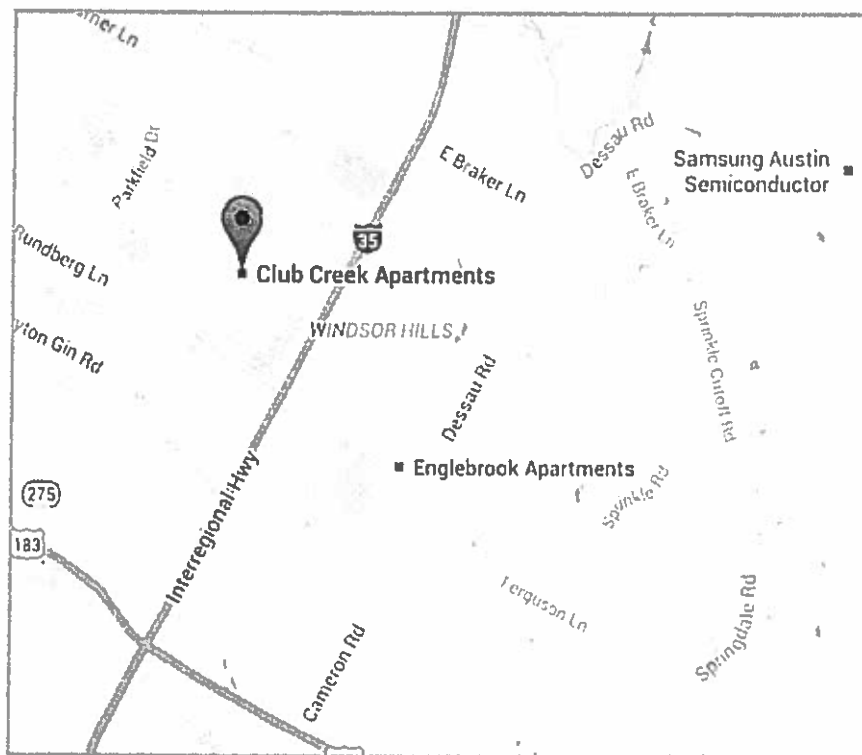 Parkfield Dr
Rundberg Ln
yton Gin Rd
E Braker Ln
Dessau Rd
E Braker Ln
Samsung Austin
Semiconductor
35
Club Creek Apartments
WINDSOR HILLS
Dessau Rd
Sprinkle Cutoff Rd
Englebrook Apartments
Sprinkle Rd
275
183
Interregional Hwy
Ferguson Ln
Cameron Rd
Springdale Rd